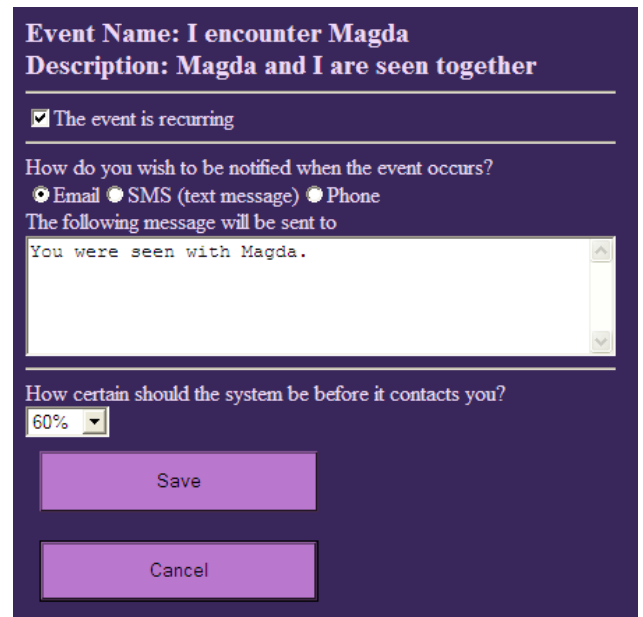 Event Name: I encounter Magda
Description: Magda and I are seen together
The event is recurring
How do you wish to be notified when the event occurs?
Email SMS (text message) Phone
The following message will be sent to
You were seen with Magda.
How certain should the system be before it contacts you?
60%
Save
Cancel